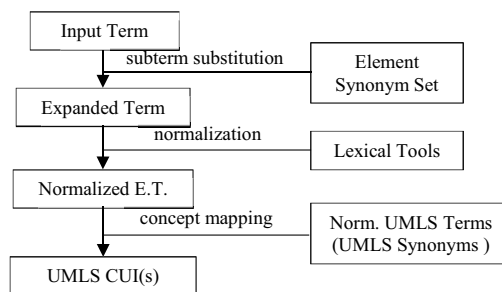 Input Term
subterm substitution
Element
Synonym Set
Expanded Term
normalization
Lexical Tools
Normalized E.T.
concept mapping
Norm. UMLS Terms
(UMLS Synonyms )
UMLS CUI(s)